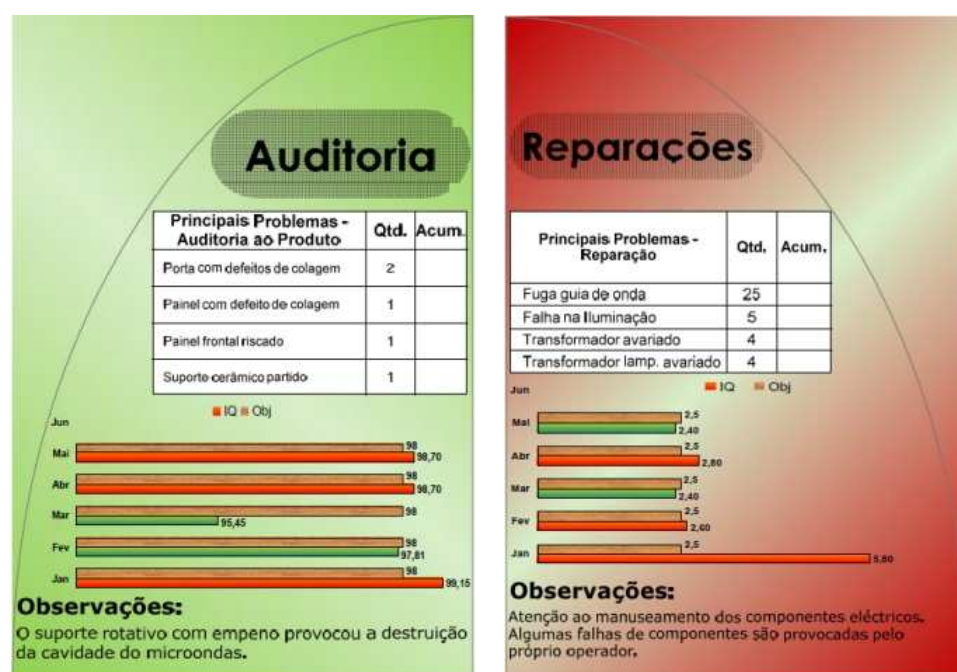 Auditoria
Principais Problemas -
Auditoria ao Produto
Qtd. Acum.
Porta com defeitos de colagem 2
Painel com defeito de colagem 1
Painel frontal riscado 1
Suporte cerâmico partido 1
IQ Obj
Jun
Mai 98
98,70
Abr 98
98,70
Mar 98
95,45
Fev 98
97,81
Jan 98
99,15
Observações:
O suporte rotativo com empeno provocou a destruição
da cavidade do microondas.
Reparações
Principais Problemas -
Reparação
Qtd. Acum.
Fuga guia de onda 25
Falha na Iluminação 5
Transformador avariado 4
Transformador lamp. avariado 4
IQ Obj
Jun
Mai 2,5
2,40
Abr 2,5
2,80
Mar 2,5
2,40
Fev 2,5
2,60
Jan 2,5
5,80
Observações:
Atenção ao manuseamento dos componentes eléctricos.
Algumas falhas de componentes são provocadas pelo
próprio operador.